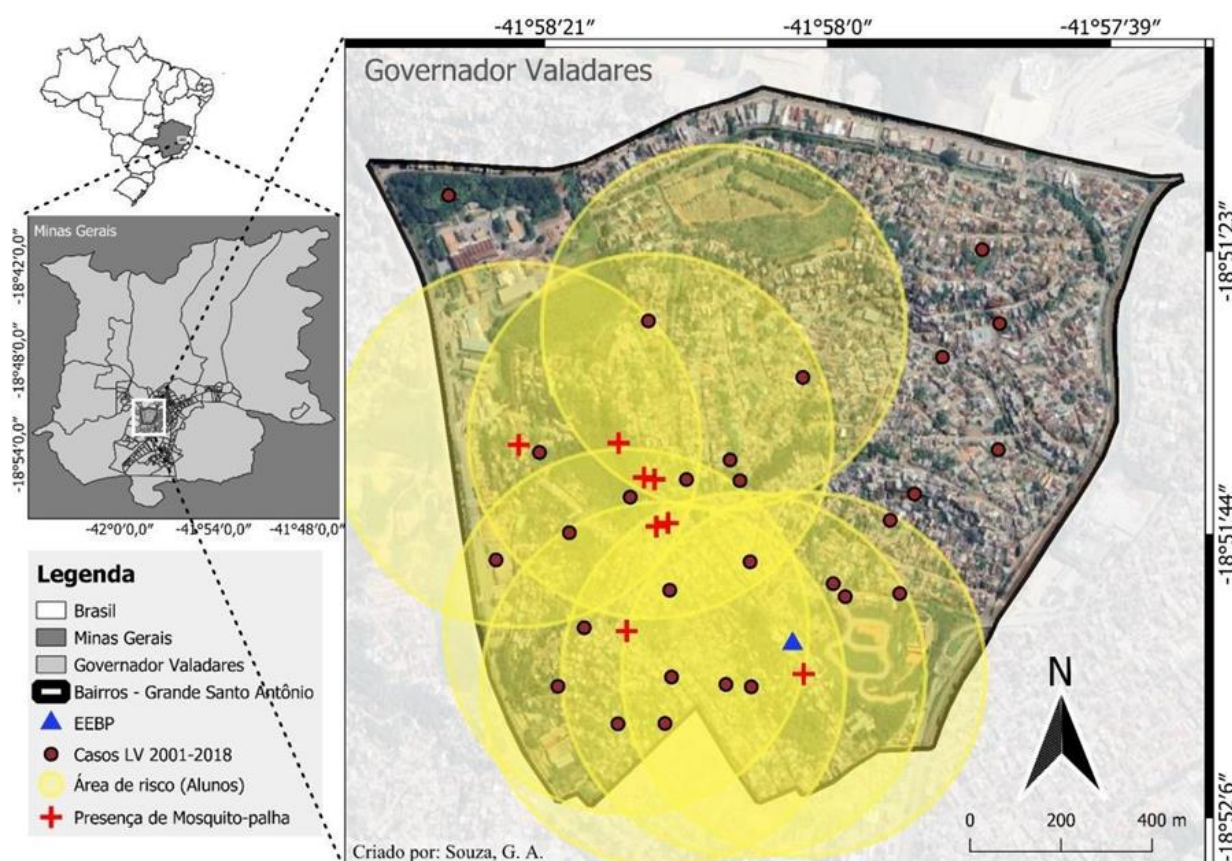 -41°58′21″
-41°58′0″
-41°57′39″
Governador Valadares
Minas Gerais
-18°42′0,0″
-18°48′0,0″
-18°54′0,0″
-42°0′0,0″
-41°54′0,0″
-41°48′0,0″
-18°51′23″
-18°51′44″
-18°52′6″
Legenda
Brasil
Minas Gerais
Governador Valadares
Bairros - Grande Santo Antônio
EEBP
Casos LV 2001-2018
Área de risco (Alunos)
Presença de Mosquito-palha
N
0 200 400 m
Criado por: Souza, G. A.